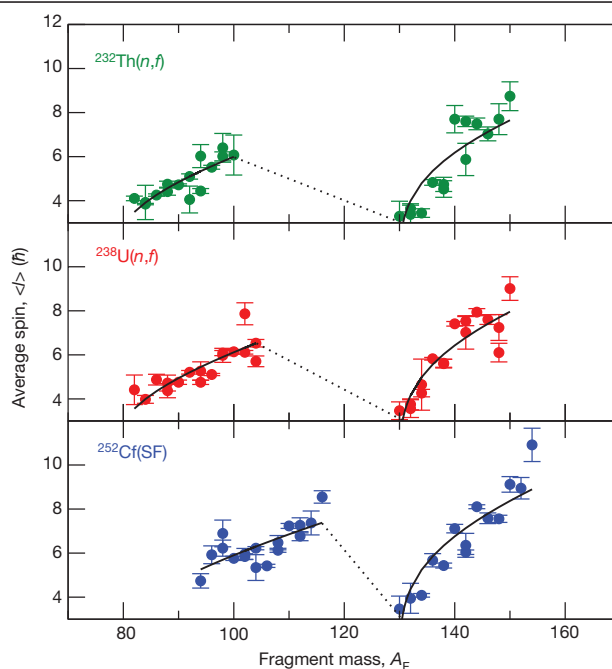 12
10
8
6
4
²³²Th(n,f)
10
8
6
4
²³⁸U(n,f)
10
8
6
4
²⁵²Cf(SF)
Average spin, <I> (ħ)
80 100 120 140 160
Fragment mass, A_F